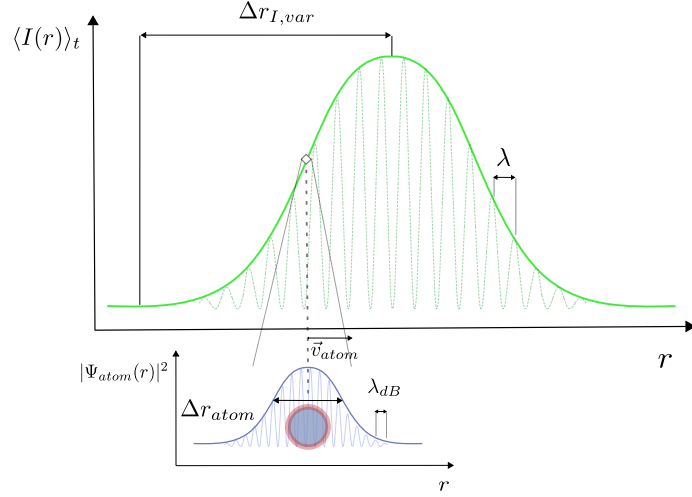 Δr_{I,var}
⟨I(r)⟩_t
λ
r
v⃗_{atom}
|Ψ_{atom}(r)|²
λ_{dB}
Δr_{atom}
r